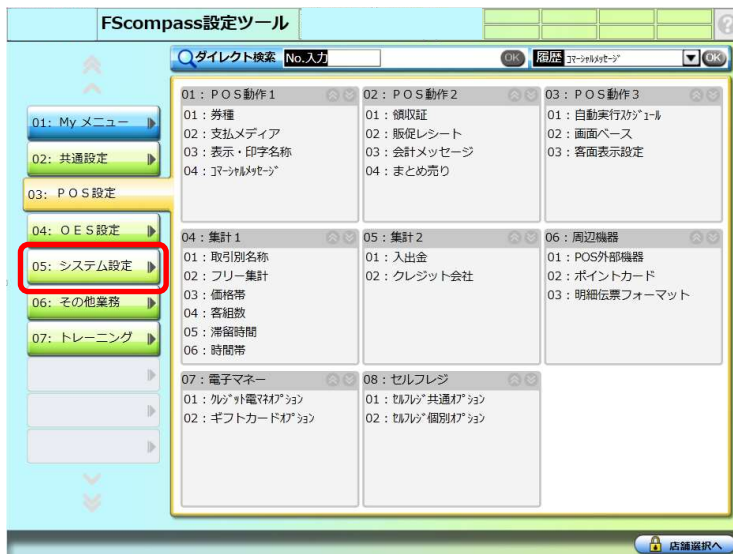 FScompass設定ツール
ダイレクト検索 No.入力 OK 履歴 コマーシャルメッセージ OK
01: Myメニュー
02: 共通設定
03: POS設定
04: OES設定
05: システム設定
06: その他業務
07: トレーニング
01：POS動作1
01：券種
02：支払メディア
03：表示・印字名称
04：コマーシャルメッセージ
02：POS動作2
01：領収証
02：販促レシート
03：会計メッセージ
04：まとめ売り
03：POS動作3
01：自動実行スケジュール
02：画面ベース
03：客面表示設定
04：集計1
01：取引別名称
02：フリー集計
03：価格帯
04：客組数
05：滞留時間
06：時間帯
05：集計2
01：入出金
02：クレジット会社
06：周辺機器
01：POS外部機器
02：ポイントカード
03：明細伝票フォーマット
07：電子マネー
01：クレジット電マネオプション
02：ギフトカードオプション
08：セルフレジ
01：セルフレジ共通オプション
02：セルフレジ個別オプション
店舗選択へ